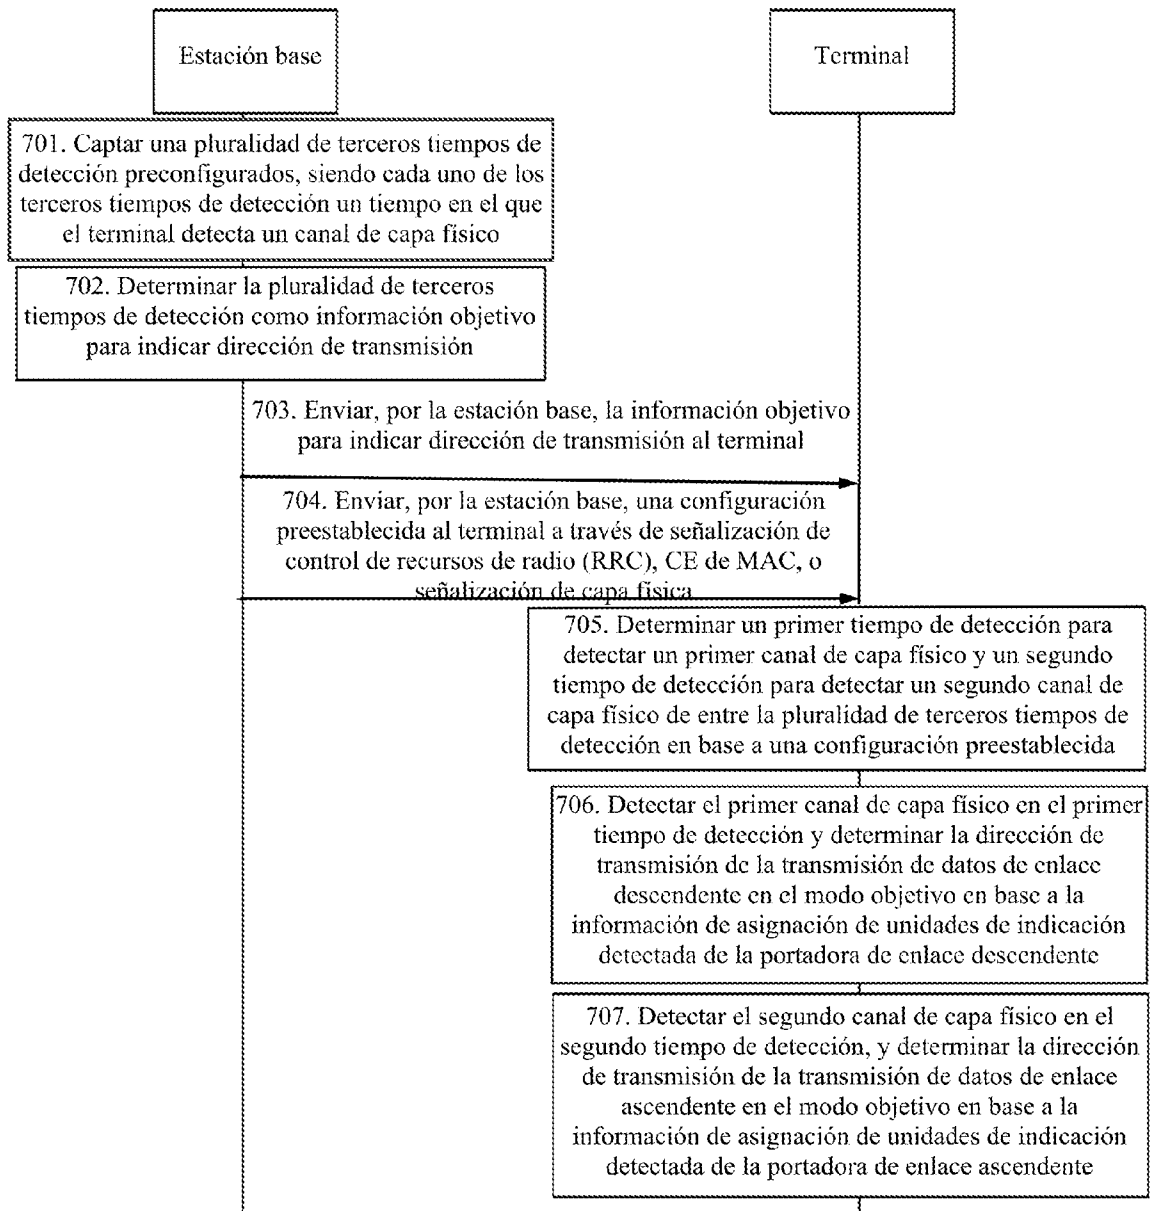 Estación base
Terminal
701. Captar una pluralidad de terceros tiempos de
detección preconfigurados, siendo cada uno de los
terceros tiempos de detección un tiempo en el que
el terminal detecta un canal de capa físico
702. Determinar la pluralidad de terceros
tiempos de detección como información objetivo
para indicar dirección de transmisión
703. Enviar, por la estación base, la información objetivo
para indicar dirección de transmisión al terminal
704. Enviar, por la estación base, una configuración
preestablecida al terminal a través de señalización de
control de recursos de radio (RRC), CE de MAC, o
señalización de capa física
705. Determinar un primer tiempo de detección para
detectar un primer canal de capa físico y un segundo
tiempo de detección para detectar un segundo canal de
capa físico de entre la pluralidad de terceros tiempos de
detección en base a una configuración preestablecida
706. Detectar el primer canal de capa físico en el primer
tiempo de detección y determinar la dirección de
transmisión de la transmisión de datos de enlace
descendente en el modo objetivo en base a la
información de asignación de unidades de indicación
detectada de la portadora de enlace descendente
707. Detectar el segundo canal de capa físico en el
segundo tiempo de detección, y determinar la dirección
de transmisión de la transmisión de datos de enlace
ascendente en el modo objetivo en base a la
información de asignación de unidades de indicación
detectada de la portadora de enlace ascendente